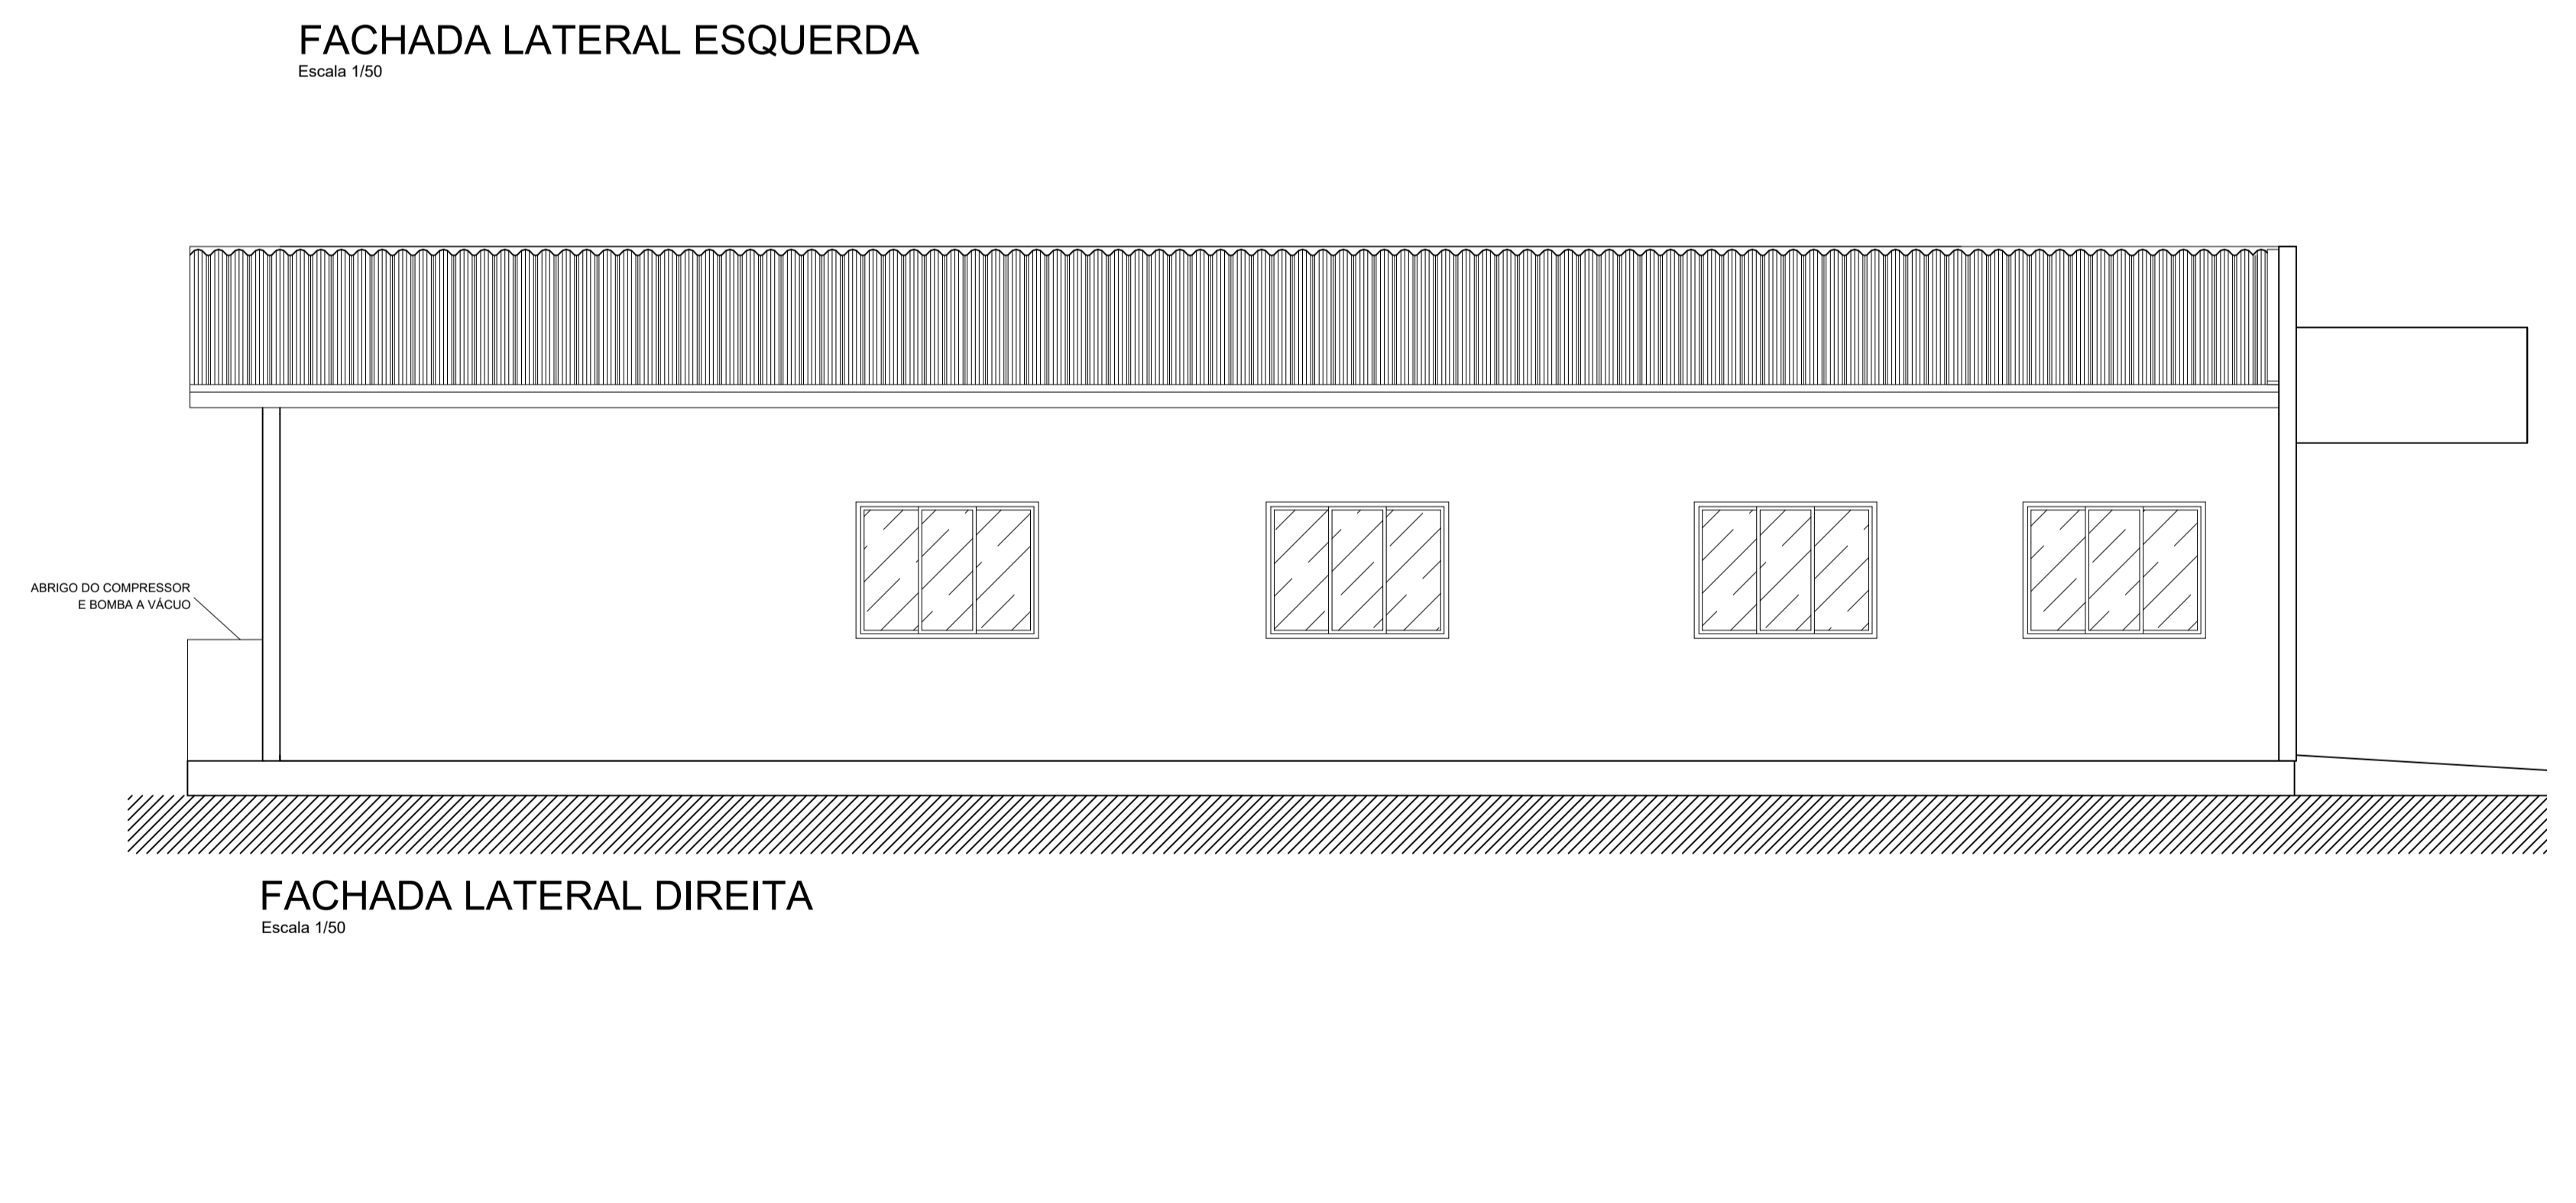 FACHADA LATERAL ESQUERDA
Escala 1/50
ABRIGO DO COMPRESSOR
E BOMBA A VÁCUO
FACHADA LATERAL DIREITA
Escala 1/50